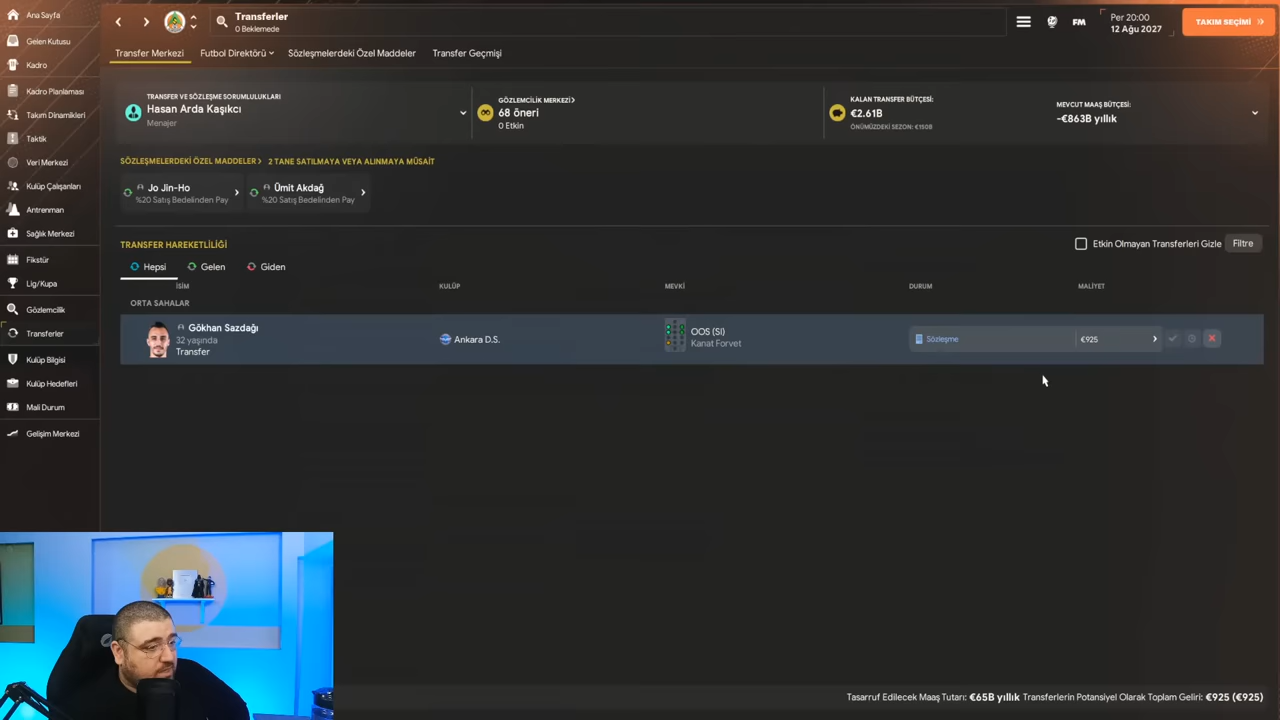 Ana Sayfa
Gelen Kutusu
Kadro
Kadro Planlaması
Takım Dinamikleri
Taktik
Veri Merkezi
Kulüp Çalışanları
Antrenman
Sağlık Merkezi
Fikstür
Lig/Kupa
Gözlemcilik
Transferler
Kulüp Bilgisi
Kulüp Hedefleri
Mali Durum
Gelişim Merkezi
Transferler
0 Beklemede
FM
Per 20:00
12 Ağu 2027
TAKIM SEÇİMİ
Transfer Merkezi
Futbol Direktörü
Sözleşmelerdeki Özel Maddeler
Transfer Geçmişi
TRANSFER VE SÖZLEŞME SORUMLULUKLARI
Hasan Arda Kaşıkcı
Menajer
GÖZLEMCİLİK MERKEZİ
68 öneri
0 Etkin
KALAN TRANSFER BÜTÇESİ:
€2.61B
ÖNÜMÜZDEKİ SEZON: €150B
MEVCUT MAAŞ BÜTÇESİ:
-€863B yıllık
SÖZLEŞMELERDEKİ ÖZEL MADDELER
2 TANE SATILMAYA VEYA ALINMAYA MÜSAİT
Jo Jin-Ho
%20 Satış Bedelinden Pay
Ümit Akdağ
%20 Satış Bedelinden Pay
TRANSFER HAREKETLİLİĞİ
Etkin Olmayan Transferleri Gizle
Filtre
Hepsi
Gelen
Giden
İSİM
KULÜP
MEVKİ
DURUM
MALİYET
ORTA SAHALAR
Gökhan Sazdağı
32 yaşında
Transfer
Ankara D.S.
OOS (Sl)
Kanat Forvet
Sözleşme
€925
Tasarruf Edilecek Maaş Tutarı: €65B yıllık Transferlerin Potansiyel Olarak Toplam Geliri: €925 (€925)